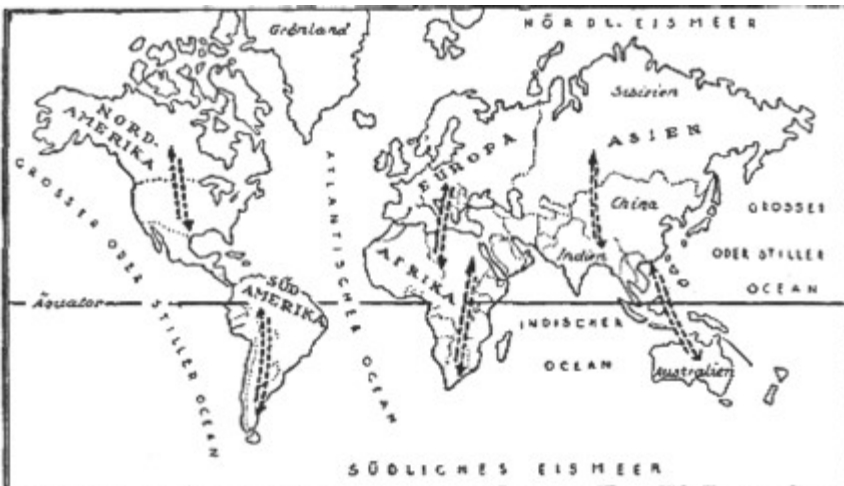 Grönland
NÖRDL. EISMEER
NORD-
AMERIKA
EUROPA
Sibirien
ASIEN
China
Indien
GROSSER
ODER STILLER
OCEAN
GROSSER ODER STILLER OCEAN
ATLANTISCHER OCEAN
AFRIKA
SÜD
AMERIKA
Äquator
INDISCHER
OCEAN
Australien
SÜDLICHES EISMEER